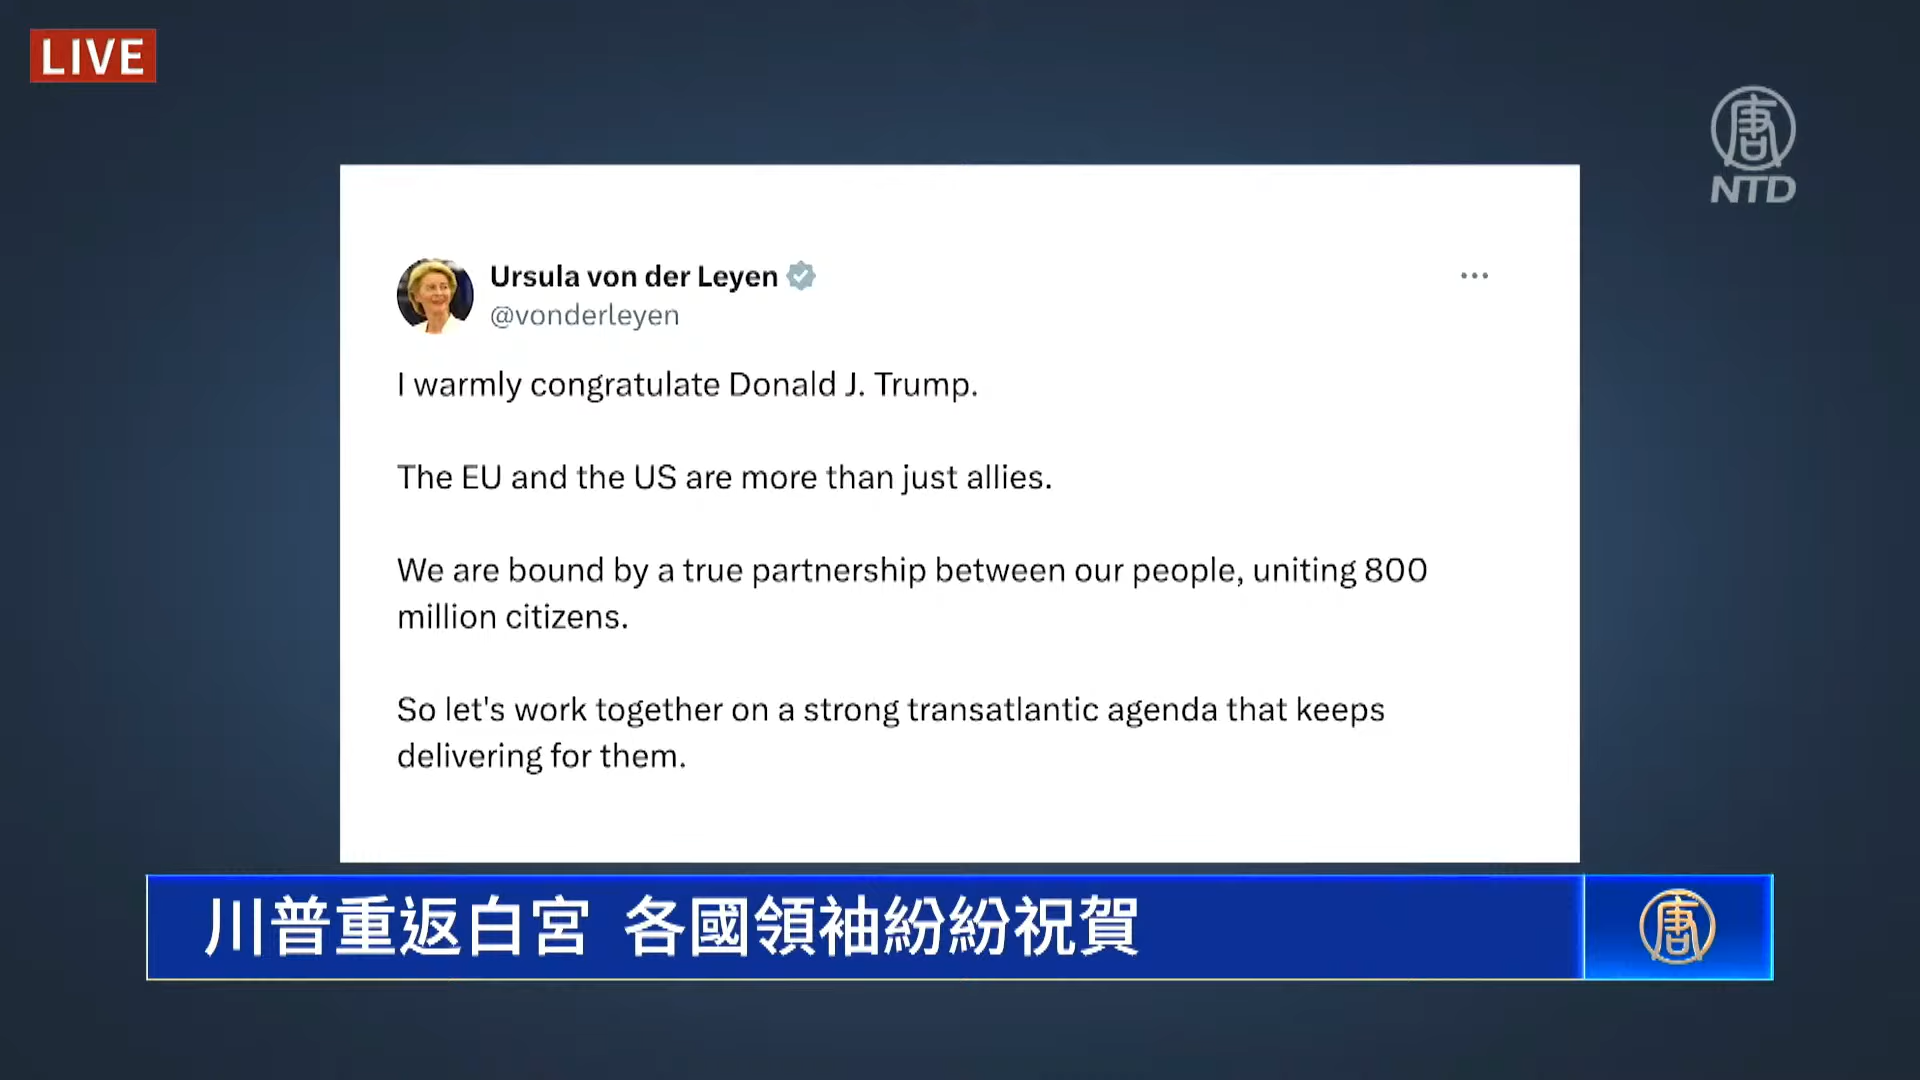 LIVE
唐
NTD
Ursula von der Leyen
@vonderleyen
I warmly congratulate Donald J. Trump.
The EU and the US are more than just allies.
We are bound by a true partnership between our people, uniting 800
million citizens.
So let's work together on a strong transatlantic agenda that keeps
delivering for them.
川普重返白宮 各國領袖紛紛祝賀
唐